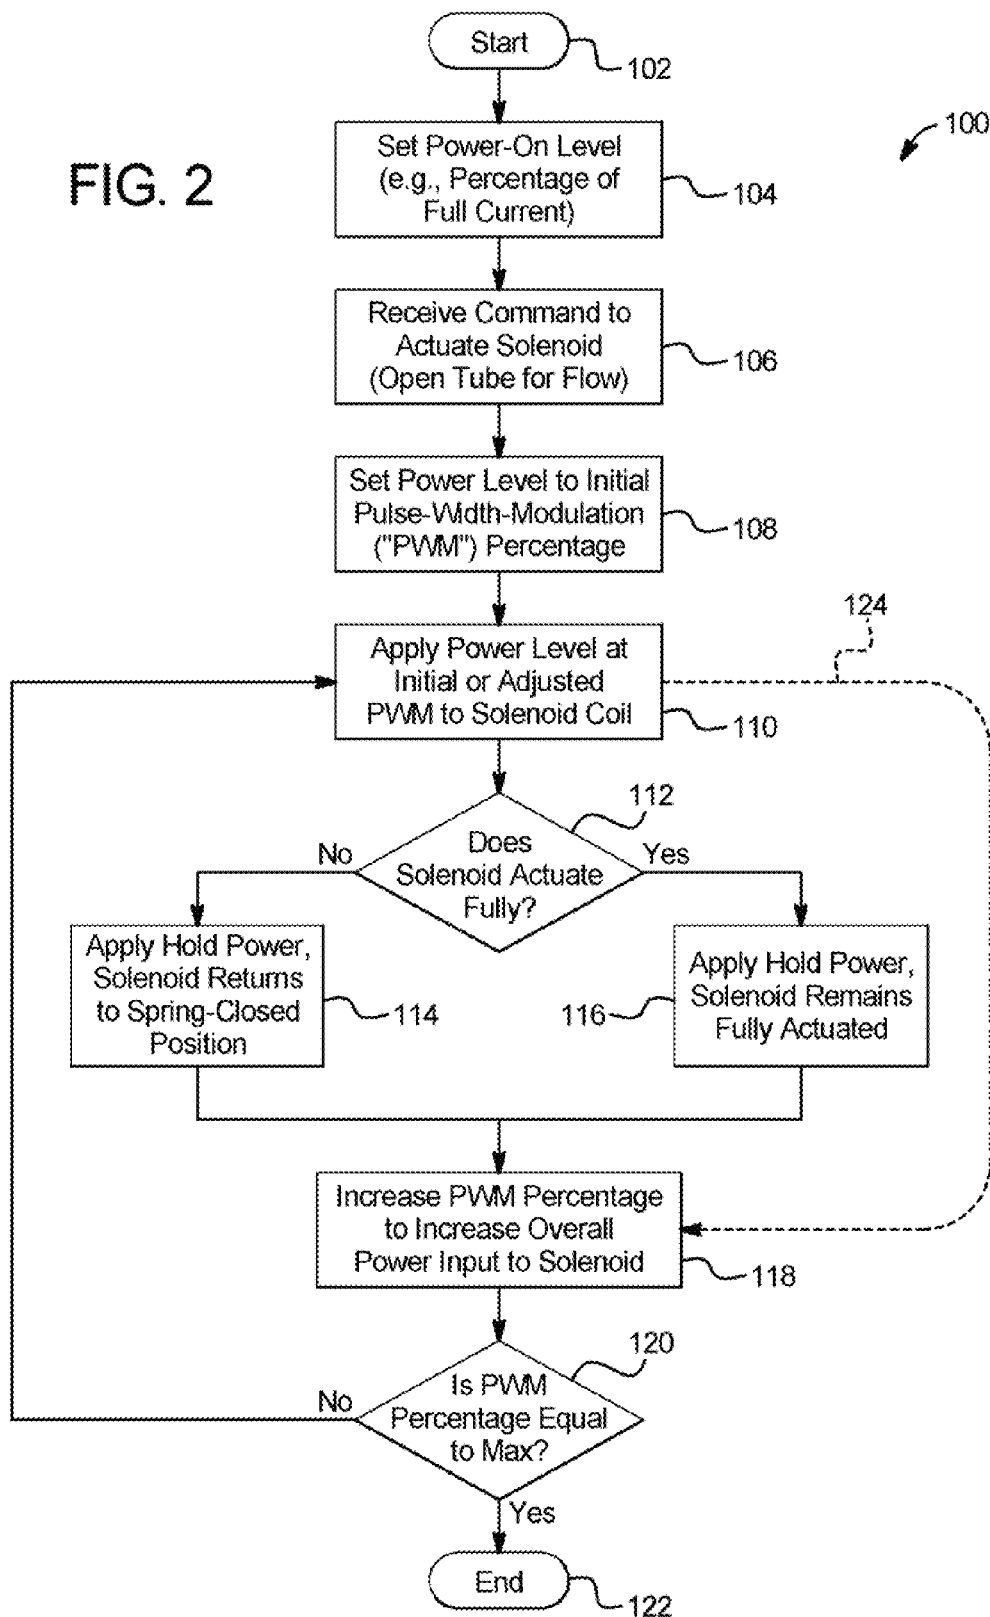 Start
102
100
FIG. 2
Set Power-On Level
(e.g., Percentage of
Full Current)
104
Receive Command to
Actuate Solenoid
(Open Tube for Flow)
106
Set Power Level to Initial
Pulse-Width-Modulation
("PWM") Percentage
108
124
Apply Power Level at
Initial or Adjusted
PWM to Solenoid Coil
110
112
Does
Solenoid Actuate
Fully?
No
Yes
Apply Hold Power,
Solenoid Returns
to Spring-Closed
Position
114
Apply Hold Power,
Solenoid Remains
Fully Actuated
116
Increase PWM Percentage
to Increase Overall
Power Input to Solenoid
118
120
Is PWM
Percentage Equal
to Max?
No
Yes
End
122